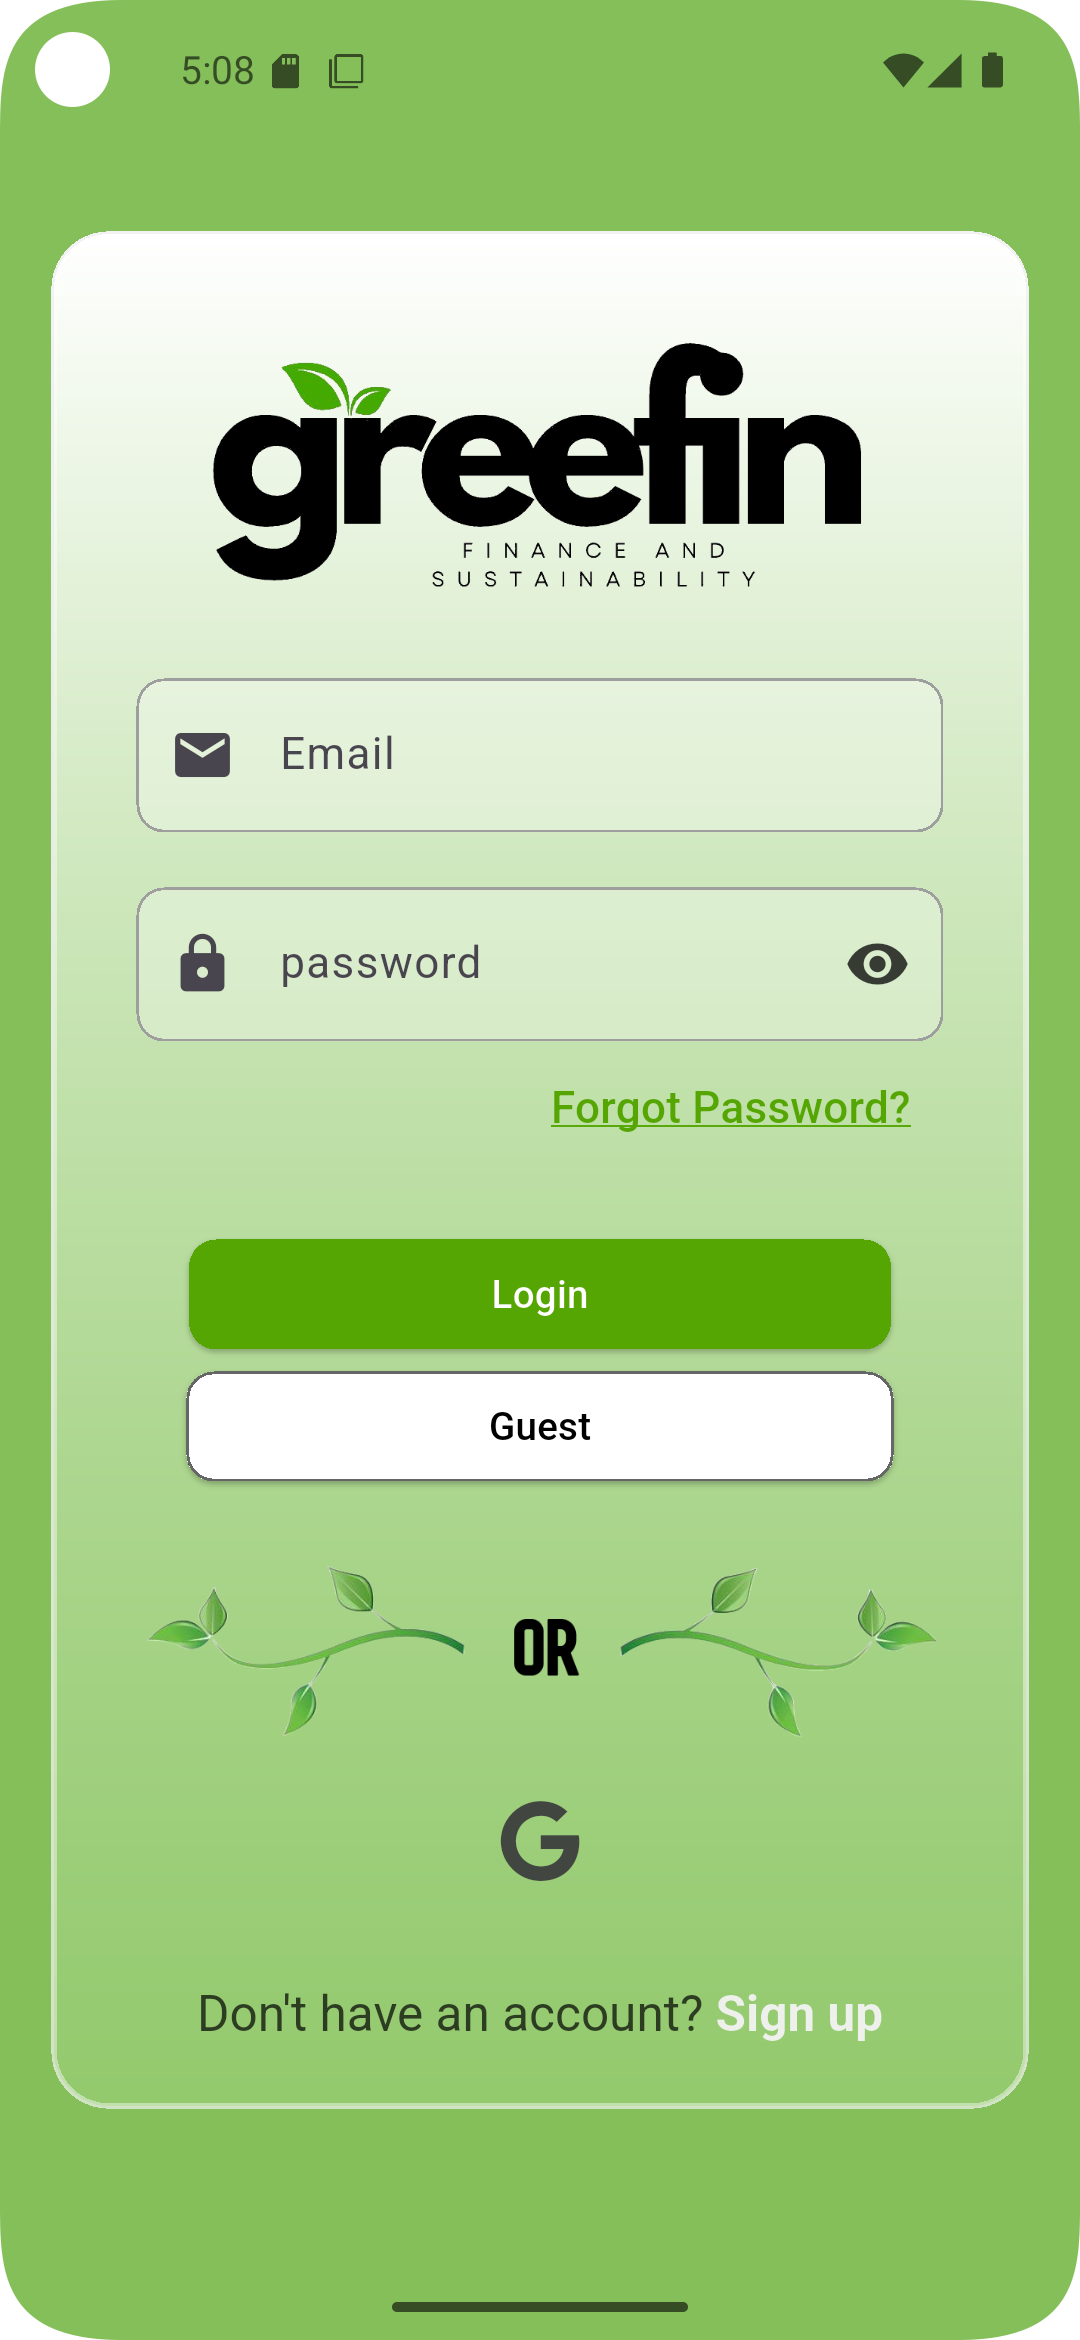 5:08
greefin
FINANCE AND
SUSTAINABILITY
Email
password
Forgot Password?
Login
Guest
OR
G
Don't have an account? Sign up